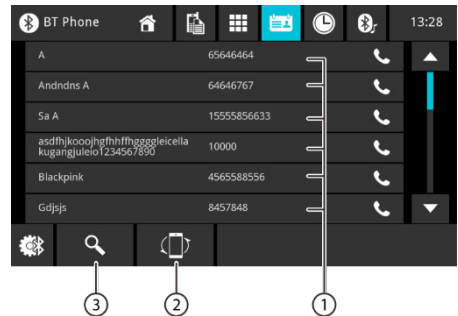 BT Phone 13:28
A 65646464
Andndns A 64646767
Sa A 15555856633
asdfhjkooojhgfhhffhggggleicella
kugangjuleio1234567890 10000
Blackpink 4565588556
Gdjsjs 8457848
③ ② ①